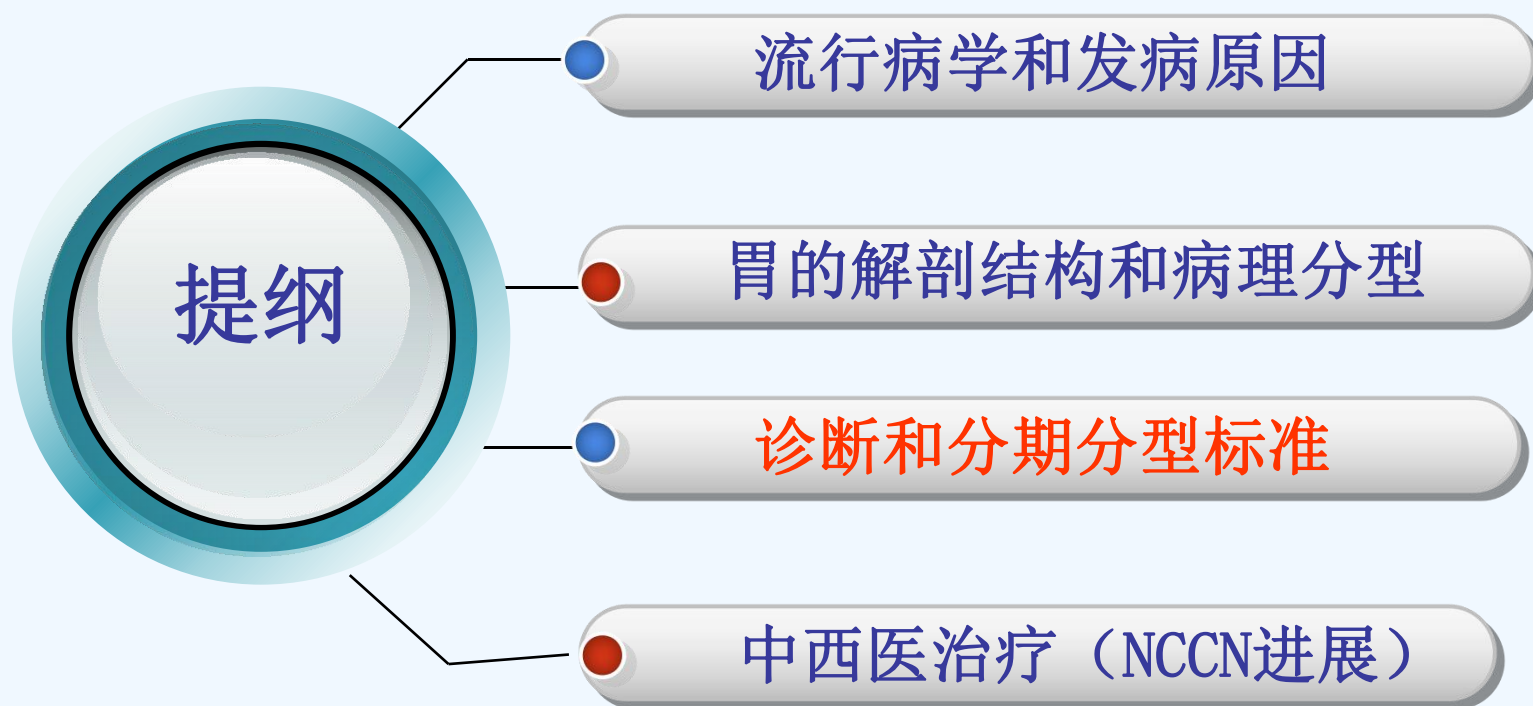 提纲
流行病学和发病原因
胃的解剖结构和病理分型
诊断和分期分型标准
中西医治疗（NCCN进展）